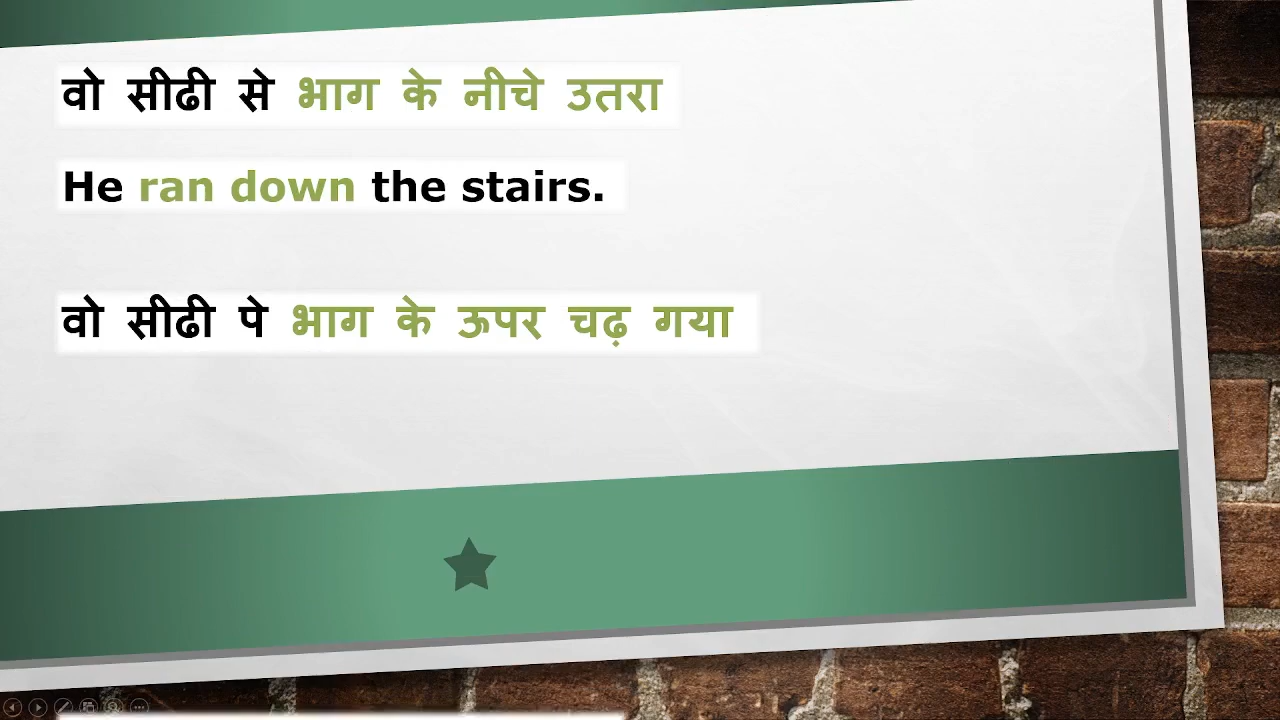 वो सीढी से भाग के नीचे उतरा
He ran down the stairs.
वो सीढी पे भाग के ऊपर चढ़ गया